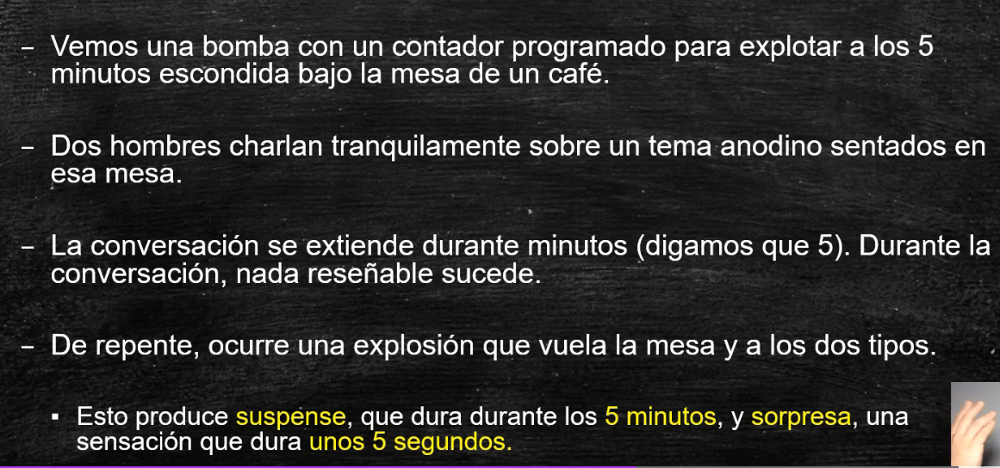 – Vemos una bomba con un contador programado para explotar a los 5
minutos escondida bajo la mesa de un café.
– Dos hombres charlan tranquilamente sobre un tema anodino sentados en
esa mesa.
– La conversación se extiende durante minutos (digamos que 5). Durante la
conversación, nada reseñable sucede.
– De repente, ocurre una explosión que vuela la mesa y a los dos tipos.
▪ Esto produce suspense, que dura durante los 5 minutos, y sorpresa, una
sensación que dura unos 5 segundos.